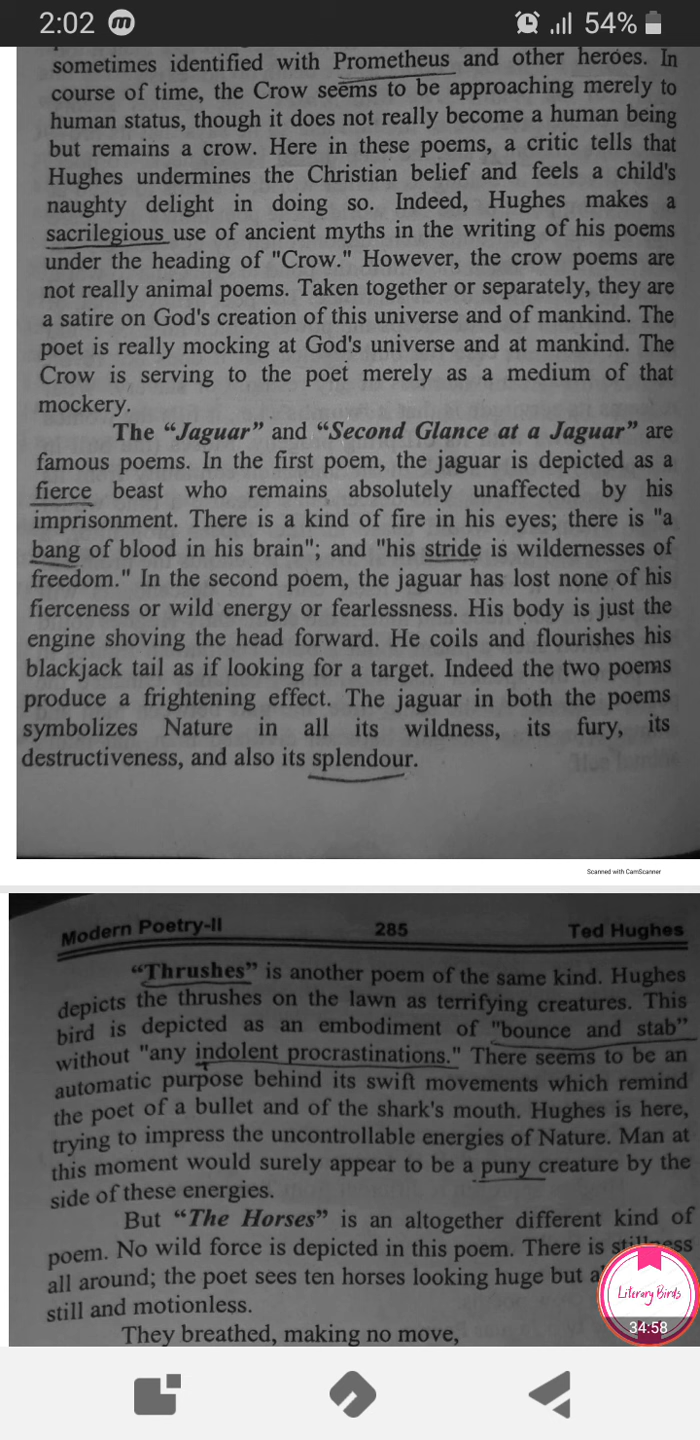 2:02 m 54%
sometimes identified with Prometheus and other heroes. In
course of time, the Crow seems to be approaching merely to
human status, though it does not really become a human being
but remains a crow. Here in these poems, a critic tells that
Hughes undermines the Christian belief and feels a child's
naughty delight in doing so. Indeed, Hughes makes a
sacrilegious use of ancient myths in the writing of his poems
under the heading of "Crow." However, the crow poems are
not really animal poems. Taken together or separately, they are
a satire on God's creation of this universe and of mankind. The
poet is really mocking at God's universe and at mankind. The
Crow is serving to the poet merely as a medium of that
mockery.
The “Jaguar” and “Second Glance at a Jaguar” are
famous poems. In the first poem, the jaguar is depicted as a
fierce beast who remains absolutely unaffected by his
imprisonment. There is a kind of fire in his eyes; there is "a
bang of blood in his brain"; and "his stride is wildernesses of
freedom." In the second poem, the jaguar has lost none of his
fierceness or wild energy or fearlessness. His body is just the
engine shoving the head forward. He coils and flourishes his
blackjack tail as if looking for a target. Indeed the two poems
produce a frightening effect. The jaguar in both the poems
symbolizes Nature in all its wildness, its fury, its
destructiveness, and also its splendour.
Scanned with CamScanner
Modern Poetry-II 285 Ted Hughes
“Thrushes” is another poem of the same kind. Hughes
depicts the thrushes on the lawn as terrifying creatures. This
bird is depicted as an embodiment of "bounce and stab”
without "any indolent procrastinations." There seems to be an
automatic purpose behind its swift movements which remind
the poet of a bullet and of the shark's mouth. Hughes is here,
trying to impress the uncontrollable energies of Nature. Man at
this moment would surely appear to be a puny creature by the
side of these energies.
But “The Horses” is an altogether different kind of
poem. No wild force is depicted in this poem. There is stillness
all around; the poet sees ten horses looking huge but
still and motionless.
They breathed, making no move,
Literary Birds
34:58